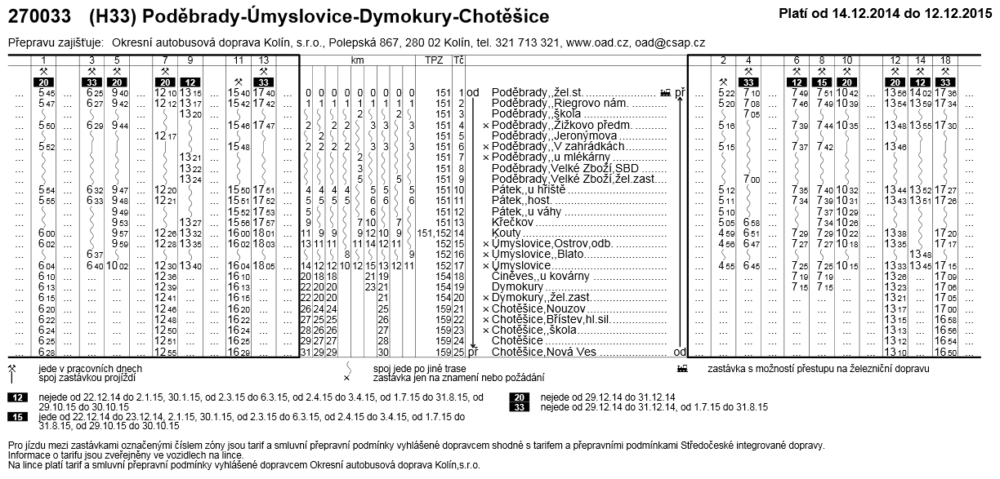 270033 (H33) Poděbrady-Úmyslovice-Dymokury-Chotěšice Platí od 14.12.2014 do 12.12.2015
Přepravu zajišťuje: Okresní autobusová doprava Kolín, s.r.o., Polepská 867, 280 02 Kolín, tel. 321 713 321, www.oad.cz, oad@csap.cz
1 3 5 7 9 11 13 km TPZ Tč 2 4 6 8 10 12 14 18
20 33 20 20 12 33 33 12 15 20 20 12 33
... 5 45 ... 6 25 9 40 ... 12 10 13 15 ... 15 40 17 40 ... 0 0 0 0 0 0 0 0 0 151 1 od Poděbrady,,žel.st. př ... 5 22 7 10 ... 7 49 7 51 10 42 ... 13 56 14 02 17 36 ...
... 5 47 ... 6 27 9 42 ... 12 12 13 17 ... 15 42 17 42 ... 1 1 1 1 1 1 1 1 1 151 2 Poděbrady,,Riegrovo nám. ... 5 20 7 08 ... 7 46 7 49 10 39 ... 13 54 13 59 17 34 ...
... ... ... 13 20 ... ... 2 2 151 3 Poděbrady,,škola ... 7 05 ... ... ...
... 5 50 ... 6 29 9 44 ... ... 15 46 17 47 ... 2 2 2 3 3 3 151 4 × Poděbrady,,Žižkovo předm. ... 5 16 ... 7 39 7 44 10 35 ... 13 48 13 55 17 30 ...
... ... ... 12 17 ... ... 2 151 5 Poděbrady,,Jeronýmova ... ... ... ...
... 5 52 ... ... ... 15 48 ... 2 2 2 2 3 3 3 151 6 × Poděbrady,,V zahrádkách ... 5 15 ... 7 37 7 42 ... 13 46 ...
... ... ... 13 21 ... ... 2 151 7 × Poděbrady,,u mlékárny ... ... ... ...
... ... ... 13 22 ... ... 3 151 8 Poděbrady,Velké Zboží,SBD ... ... ... ...
... ... ... 13 24 ... ... 5 5 151 9 Poděbrady,Velké Zboží,žel.zast. ... 7 00 ... ... ...
... 5 54 ... 6 32 9 47 ... 12 20 ... 15 50 17 51 ... 4 4 4 4 5 5 5 151 10 Pátek,,u hřiště ... 5 12 ... 7 35 7 40 10 32 ... 13 44 13 52 17 27 ...
... 5 55 ... 6 33 9 48 ... 12 21 ... 15 51 17 52 ... 5 5 5 5 6 6 6 151 11 Pátek,,host. ... 5 11 ... 7 34 7 39 10 31 ... 13 43 13 51 17 26 ...
... ... 9 49 ... ... 15 52 17 53 ... 5 6 151 12 Pátek,,u váhy ... 5 10 ... 7 37 10 29 ... ...
... ... 9 53 ... 13 27 ... 15 56 17 57 ... 9 7 10 7 151 13 Křečkov ... 5 05 6 58 ... 7 34 10 26 ... ...
... 6 00 ... 9 57 ... 12 26 13 32 ... 16 00 18 01 ... 11 9 9 9 12 10 9 151,152 14 Kouty ... 4 59 6 51 ... 7 29 7 29 10 22 ... 13 38 17 20 ...
... 6 02 ... 9 59 ... 12 28 13 35 ... 16 02 18 03 ... 13 11 11 11 14 12 11 152 15 × Úmyslovice,Ostrov,odb. ... 4 56 6 47 ... 7 27 7 27 10 18 ... 13 35 17 17 ...
... ... 6 37 ... ... ... 8 9 152 16 × Úmyslovice,,Blato ... ... ... 13 48 ...
... 6 04 ... 6 40 10 02 ... 12 30 13 40 ... 16 04 18 05 ... 14 12 12 10 12 15 13 12 11 152 17 × Úmyslovice ... 4 55 6 45 ... 7 25 7 25 10 15 ... 13 33 13 45 17 15 ...
... 6 10 ... ... 12 36 ... 16 10 ... 20 18 18 21 19 154 18 Činěves,,u kovárny ... ... 7 19 7 19 ... 13 26 ... 17 09 ...
... 6 13 ... ... 12 39 ... 16 13 ... 22 20 20 23 21 154 19 Dymokury ... ... 7 15 7 15 ... 13 23 ... 17 06 ...
... 6 15 ... ... 12 41 ... 16 15 ... 22 20 20 21 154 20 × Dymokury,,žel.zast. ... ... ... 13 21 ... 17 05 ...
... 6 20 ... ... 12 46 ... 16 20 ... 26 24 24 25 159 21 × Chotěšice,Nouzov ... ... ... 13 17 ... 17 00 ...
... 6 22 ... ... 12 48 ... 16 22 ... 27 25 25 26 159 22 × Chotěšice,Břístev,hl.sil. ... ... ... 13 15 ... 16 58 ...
... 6 24 ... ... 12 50 ... 16 24 ... 28 26 26 27 159 23 × Chotěšice,,škola ... ... ... 13 13 ... 16 56 ...
... 6 25 ... ... 12 51 ... 16 25 ... 29 27 27 28 159 24 Chotěšice ... ... ... 13 12 ... 16 54 ...
... 6 28 ... ... 12 55 ... 16 29 ... 31 29 29 30 159 25 př Chotěšice,Nová Ves od ... ... ... 13 10 ... 16 50 ...
jede v pracovních dnech spoj jede po jiné trase zastávka s možností přestupu na železniční dopravu
spoj zastávkou projíždí × zastávka jen na znamení nebo požádání
12 nejede od 22.12.14 do 2.1.15, 30.1.15, od 2.3.15 do 6.3.15, od 2.4.15 do 3.4.15, od 1.7.15 do 31.8.15, od
29.10.15 do 30.10.15
15 jede od 22.12.14 do 23.12.14, 2.1.15, 30.1.15, od 2.3.15 do 6.3.15, od 2.4.15 do 3.4.15, od 1.7.15 do
31.8.15, od 29.10.15 do 30.10.15
20 nejede od 29.12.14 do 31.12.14
33 nejede od 29.12.14 do 31.12.14, od 1.7.15 do 31.8.15
Pro jízdu mezi zastávkami označenými číslem zóny jsou tarif a smluvní přepravní podmínky vyhlášené dopravcem shodné s tarifem a přepravními podmínkami Středočeské integrované dopravy.
Informace o tarifu jsou zveřejněny ve vozidlech na lince.
Na lince platí tarif a smluvní přepravní podmínky vyhlášené dopravcem Okresní autobusová doprava Kolín,s.r.o.